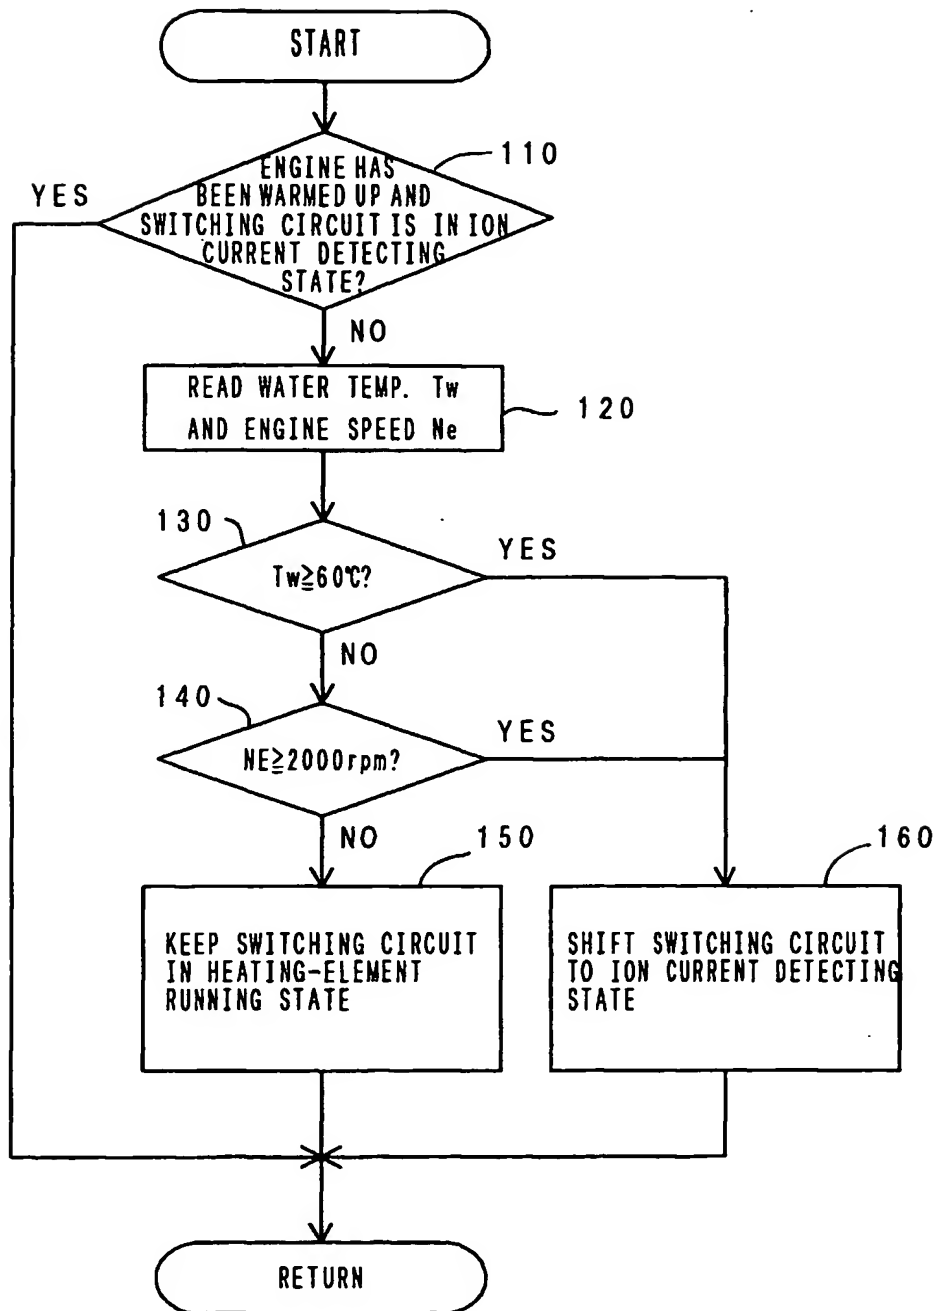 START
110
ENGINE HAS
BEEN WARMED UP AND
SWITCHING CIRCUIT IS IN ION
CURRENT DETECTING
STATE?
YES
NO
READ WATER TEMP. Tw
AND ENGINE SPEED Ne
120
130
Tw≧60℃?
YES
NO
140
NE≧2000rpm?
YES
NO
150
KEEP SWITCHING CIRCUIT
IN HEATING-ELEMENT
RUNNING STATE
160
SHIFT SWITCHING CIRCUIT
TO ION CURRENT DETECTING
STATE
RETURN